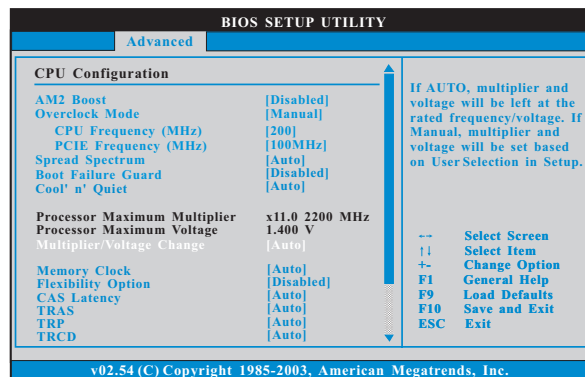 BIOS SETUP UTILITY
Advanced
CPU Configuration
AM2 Boost [Disabled]
Overclock Mode [Manual]
CPU Frequency (MHz) [200]
PCIE Frequency (MHz) [100MHz]
Spread Spectrum [Auto]
Boot Failure Guard [Disabled]
Cool' n' Quiet [Auto]
Processor Maximum Multiplier x11.0 2200 MHz
Processor Maximum Voltage 1.400 V
Multiplier/Voltage Change [Auto]
Memory Clock [Auto]
Flexibility Option [Disabled]
CAS Latency [Auto]
TRAS [Auto]
TRP [Auto]
TRCD [Auto]
If AUTO, multiplier and
voltage will be left at the
rated frequency/voltage. If
Manual, multiplier and
voltage will be set based
on User Selection in Setup.
←→ Select Screen
↑↓ Select Item
+- Change Option
F1 General Help
F9 Load Defaults
F10 Save and Exit
ESC Exit
v02.54 (C) Copyright 1985-2003, American Megatrends, Inc.